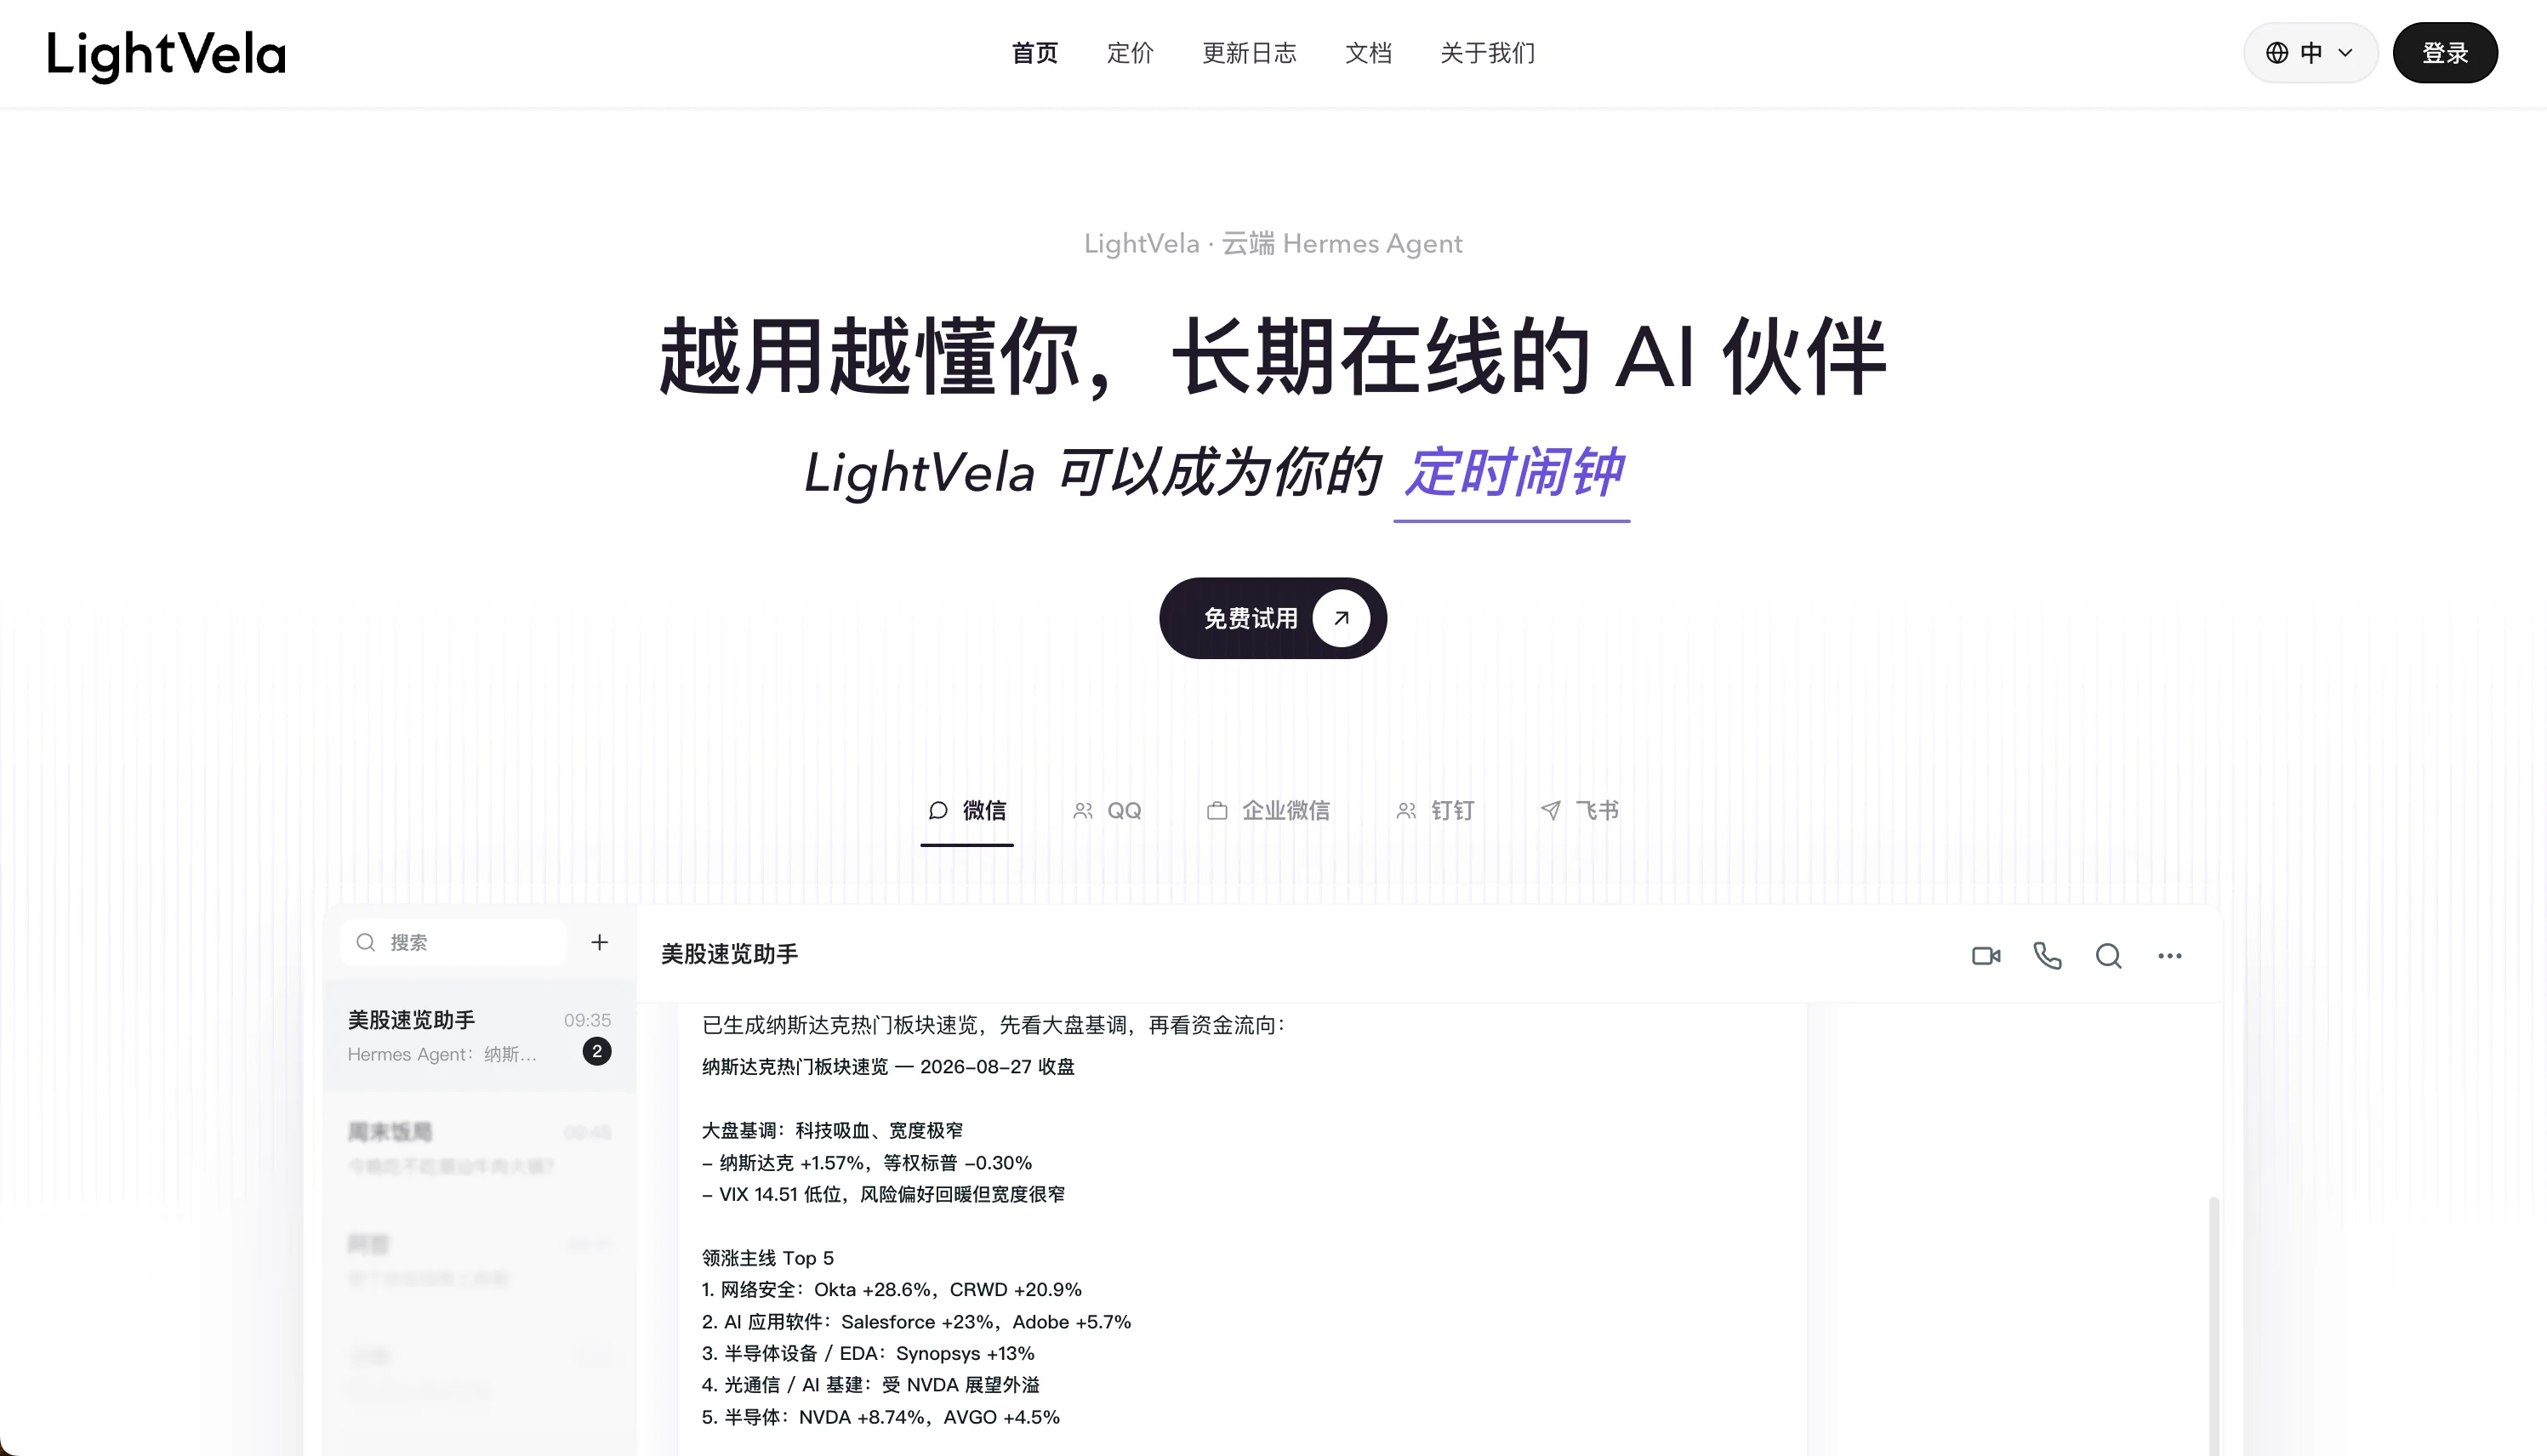 LightVela
首页 定价 更新日志 文档 关于我们
中
登录
LightVela · 云端 Hermes Agent
越用越懂你，长期在线的 AI 伙伴
LightVela 可以成为你的 定时闹钟
免费试用
微信 QQ 企业微信 钉钉 飞书
搜索
美股速览助手 09:35
Hermes Agent：纳斯... 2
周末饭局 09:48
美股速览助手
已生成纳斯达克热门板块速览，先看大盘基调，再看资金流向：
纳斯达克热门板块速览 — 2026-08-27 收盘
大盘基调：科技吸血、宽度极窄
- 纳斯达克 +1.57%，等权标普 -0.30%
- VIX 14.51 低位，风险偏好回暖但宽度很窄
领涨主线 Top 5
1. 网络安全：Okta +28.6%，CRWD +20.9%
2. AI 应用软件：Salesforce +23%，Adobe +5.7%
3. 半导体设备 / EDA：Synopsys +13%
4. 光通信 / AI 基建：受 NVDA 展望外溢
5. 半导体：NVDA +8.74%，AVGO +4.5%